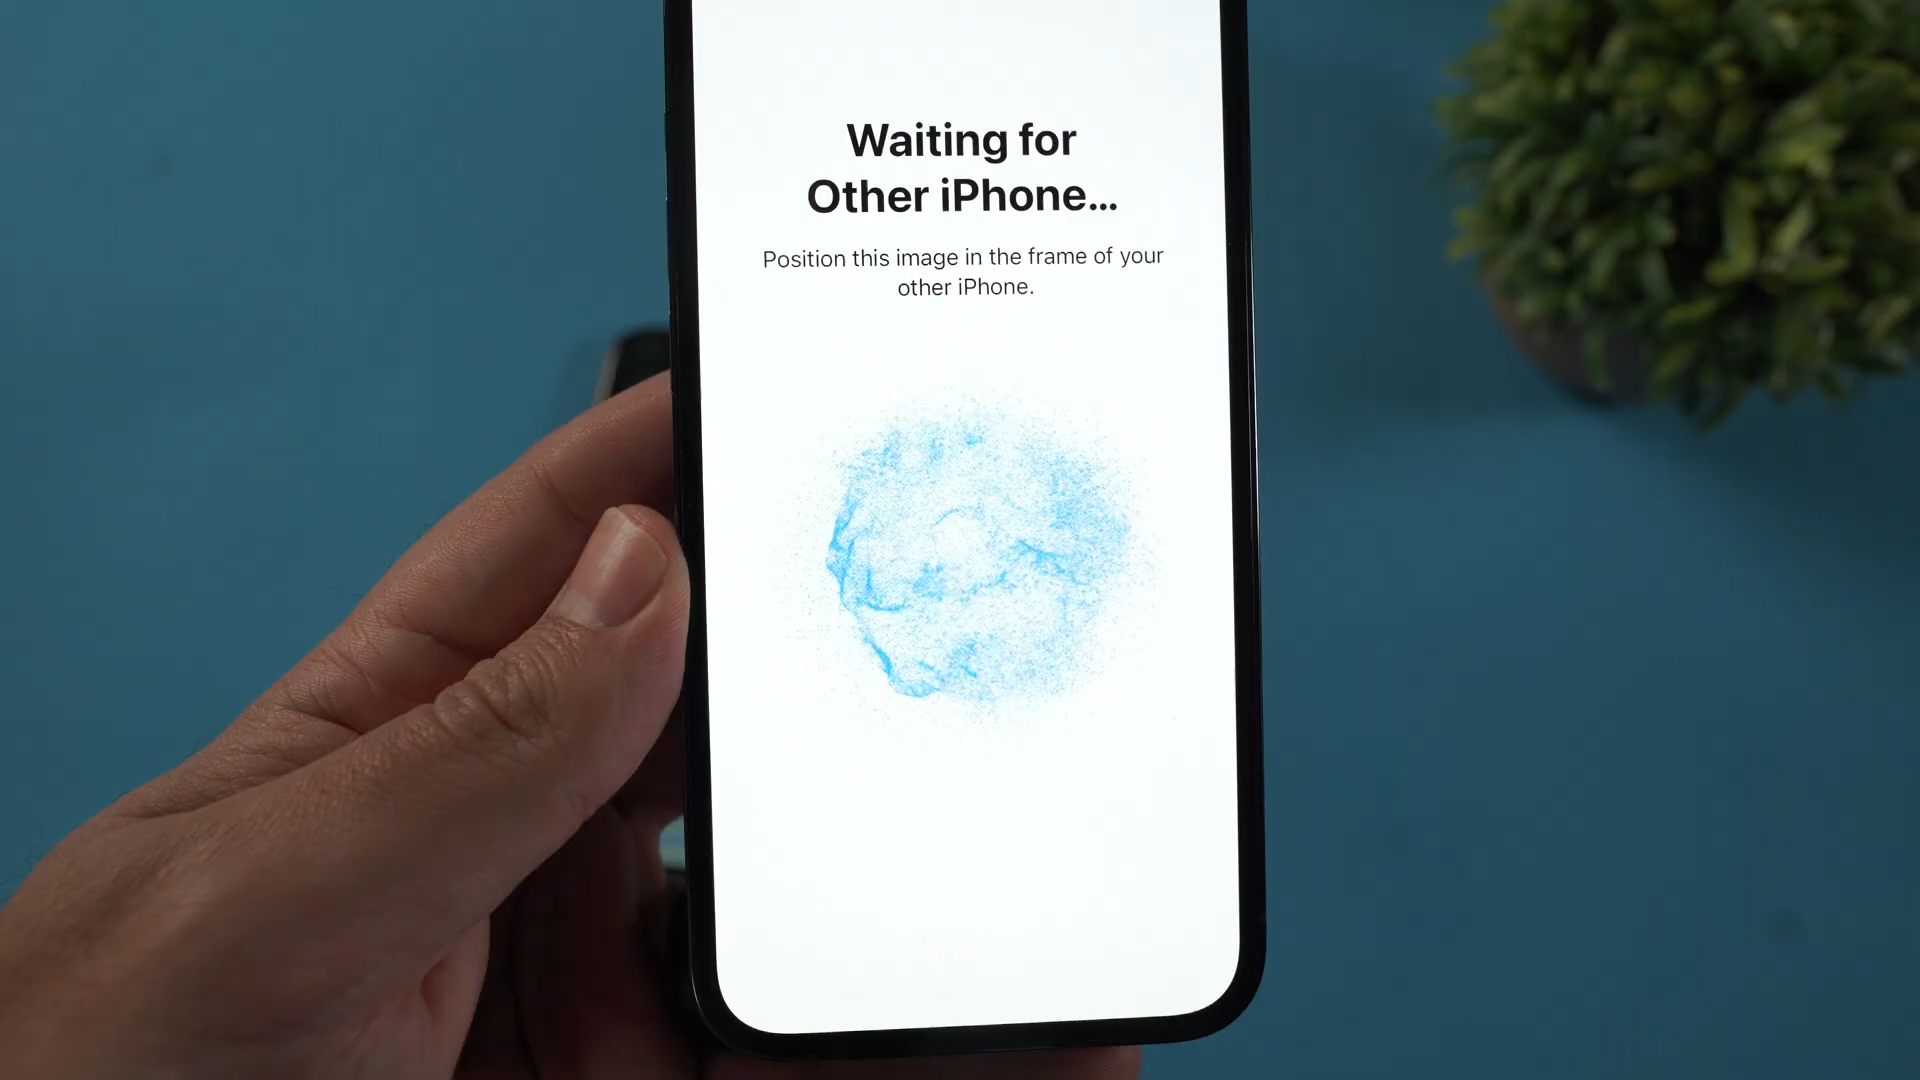 Waiting for
Other iPhone...
Position this image in the frame of your
other iPhone.